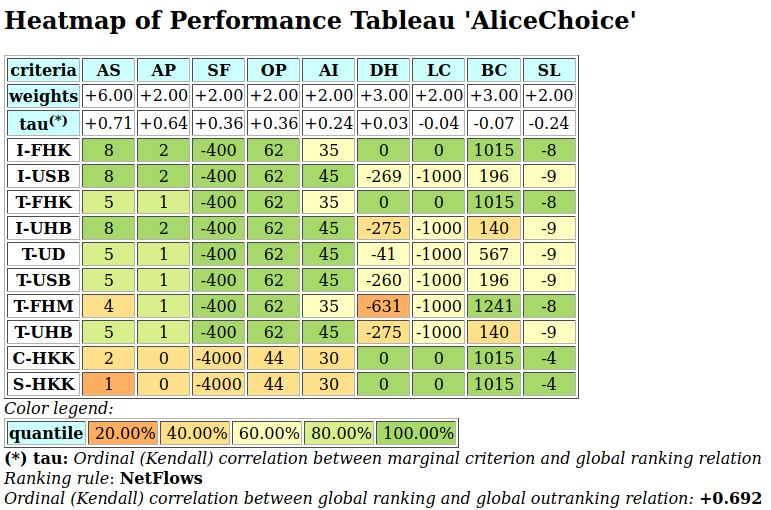 Heatmap of Performance Tableau 'AliceChoice'
criteria AS AP SF OP AI DH LC BC SL
weights +6.00 +2.00 +2.00 +2.00 +2.00 +3.00 +2.00 +3.00 +2.00
tau(*) +0.71 +0.64 +0.36 +0.36 +0.24 +0.03 -0.04 -0.07 -0.24
I-FHK 8 2 -400 62 35 0 0 1015 -8
I-USB 8 2 -400 62 45 -269 -1000 196 -9
T-FHK 5 1 -400 62 35 0 0 1015 -8
I-UHB 8 2 -400 62 45 -275 -1000 140 -9
T-UD 5 1 -400 62 45 -41 -1000 567 -9
T-USB 5 1 -400 62 45 -260 -1000 196 -9
T-FHM 4 1 -400 62 35 -631 -1000 1241 -8
T-UHB 5 1 -400 62 45 -275 -1000 140 -9
C-HKK 2 0 -4000 44 30 0 0 1015 -4
S-HKK 1 0 -4000 44 30 0 0 1015 -4
Color legend:
quantile 20.00% 40.00% 60.00% 80.00% 100.00%
(*) tau: Ordinal (Kendall) correlation between marginal criterion and global ranking relation
Ranking rule: NetFlows
Ordinal (Kendall) correlation between global ranking and global outranking relation: +0.692